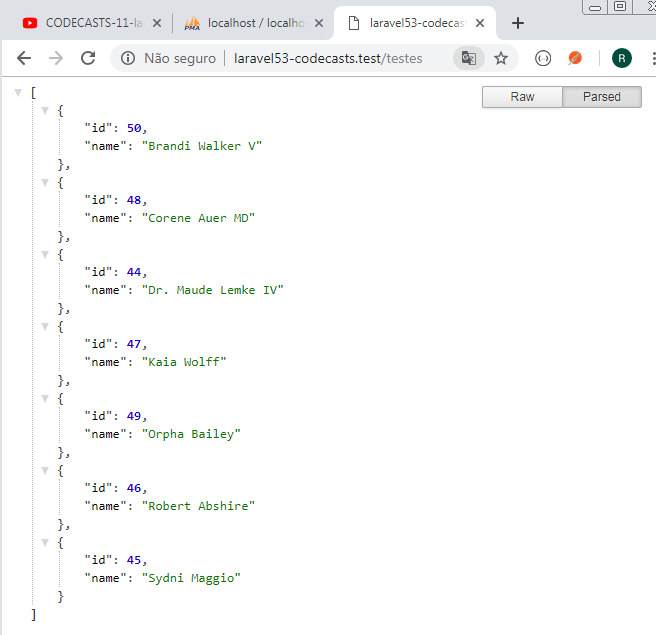 CODECASTS-11-la
localhost / localho
laravel53-codecast
Não seguro laravel53-codecasts.test/testes R
Raw Parsed
[
{
"id": 50,
"name": "Brandi Walker V"
},
{
"id": 48,
"name": "Corene Auer MD"
},
{
"id": 44,
"name": "Dr. Maude Lemke IV"
},
{
"id": 47,
"name": "Kaia Wolff"
},
{
"id": 49,
"name": "Orpha Bailey"
},
{
"id": 46,
"name": "Robert Abshire"
},
{
"id": 45,
"name": "Sydni Maggio"
}
]